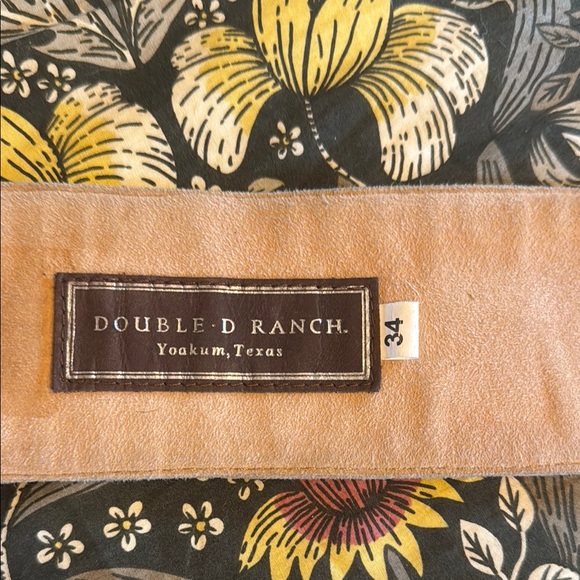 DOUBLE D RANCH.
Yoakum, Texas
34